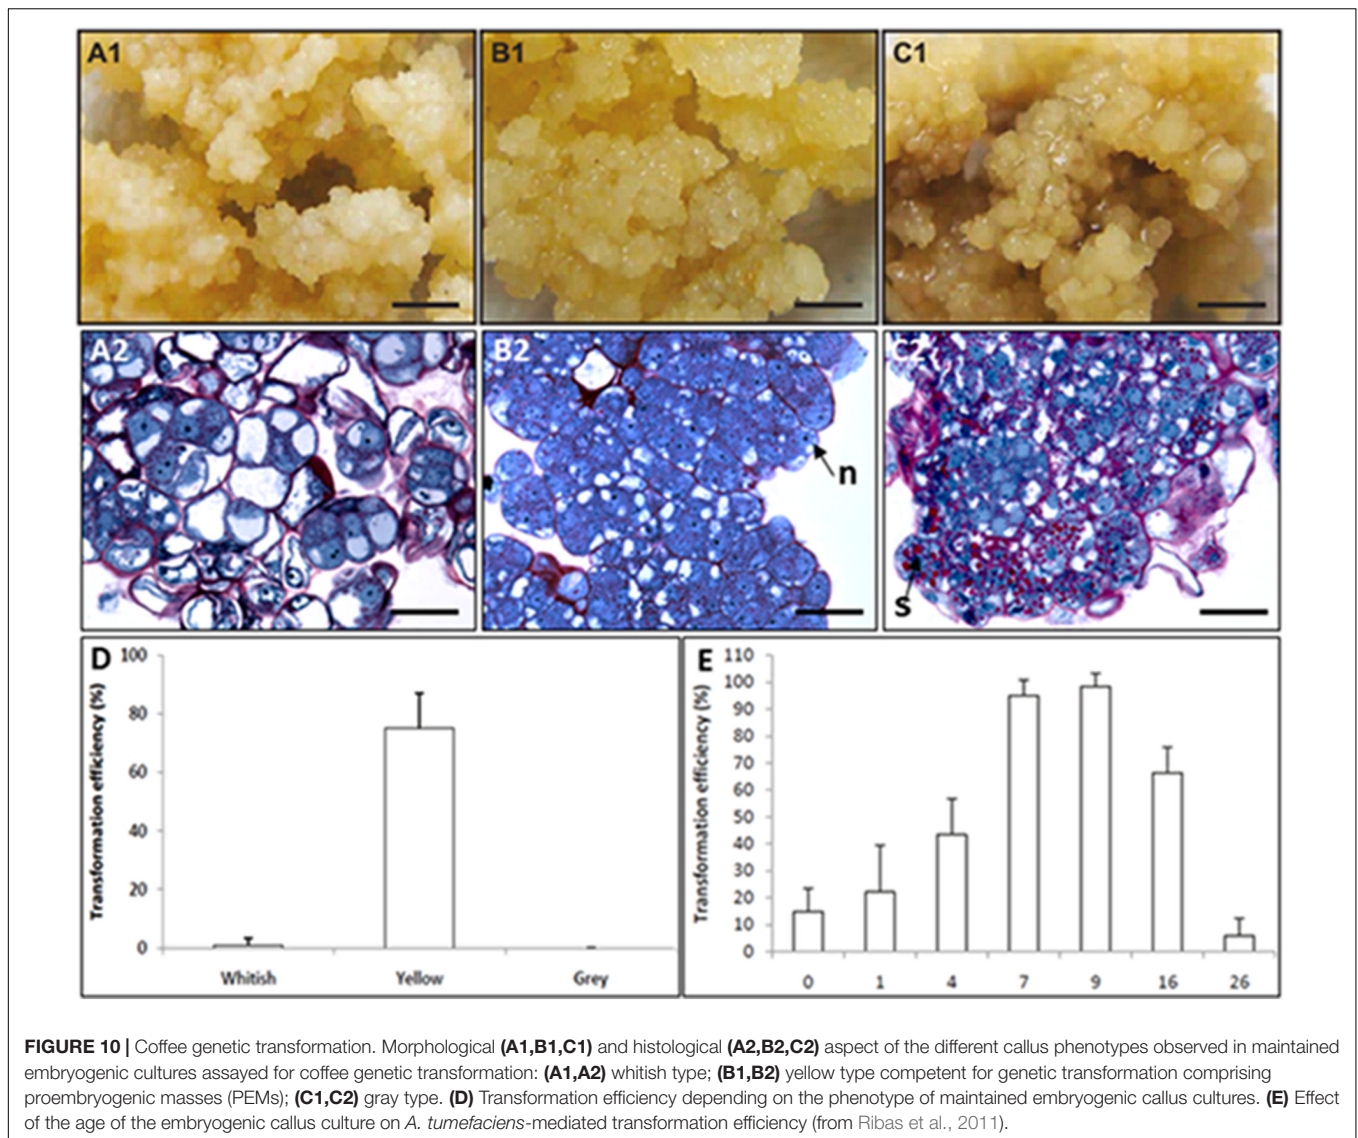 A1
B1
C1
A2
B2
n
C2
s
D
Transformation efficiency (%)
100
80
60
40
20
0
Whitish
Yellow
Grey
E
Transformation efficiency (%)
110
100
90
80
70
60
50
40
30
20
10
0
0 1 4 7 9 16 26
FIGURE 10 | Coffee genetic transformation. Morphological (A1,B1,C1) and histological (A2,B2,C2) aspect of the different callus phenotypes observed in maintained
embryogenic cultures assayed for coffee genetic transformation: (A1,A2) whitish type; (B1,B2) yellow type competent for genetic transformation comprising
proembryogenic masses (PEMs); (C1,C2) gray type. (D) Transformation efficiency depending on the phenotype of maintained embryogenic callus cultures. (E) Effect
of the age of the embryogenic callus culture on A. tumefaciens-mediated transformation efficiency (from Ribas et al., 2011).